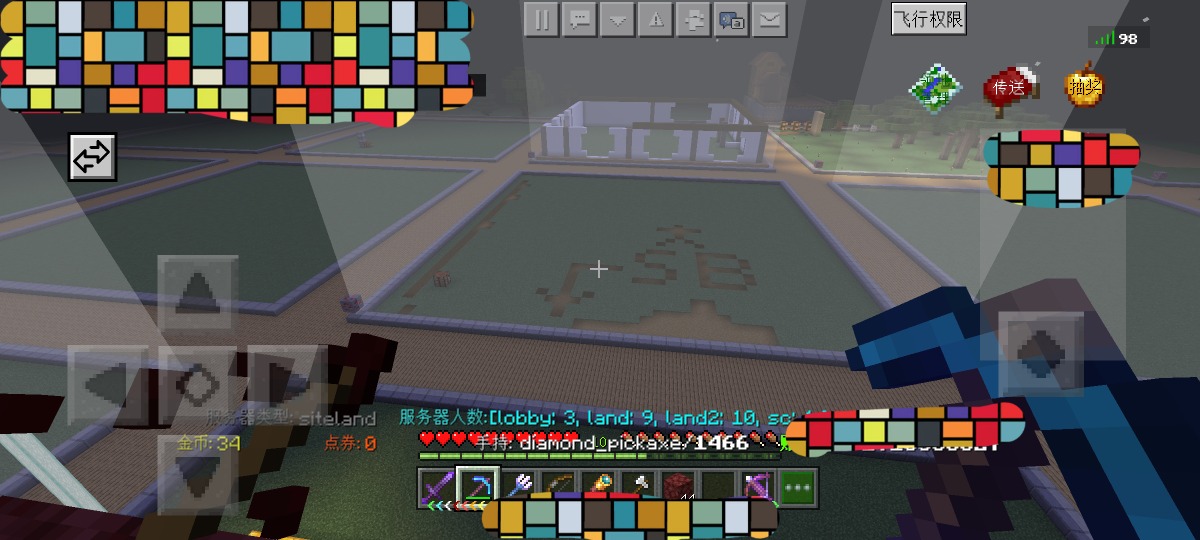 飞行权限
98
传送
抽奖
S B
服务器类型: siteland
服务器人数:[lobby: 3, land: 9, land2: 10, sc
金币: 34
点券: 0
手持: diamond_pickaxe/1466
44